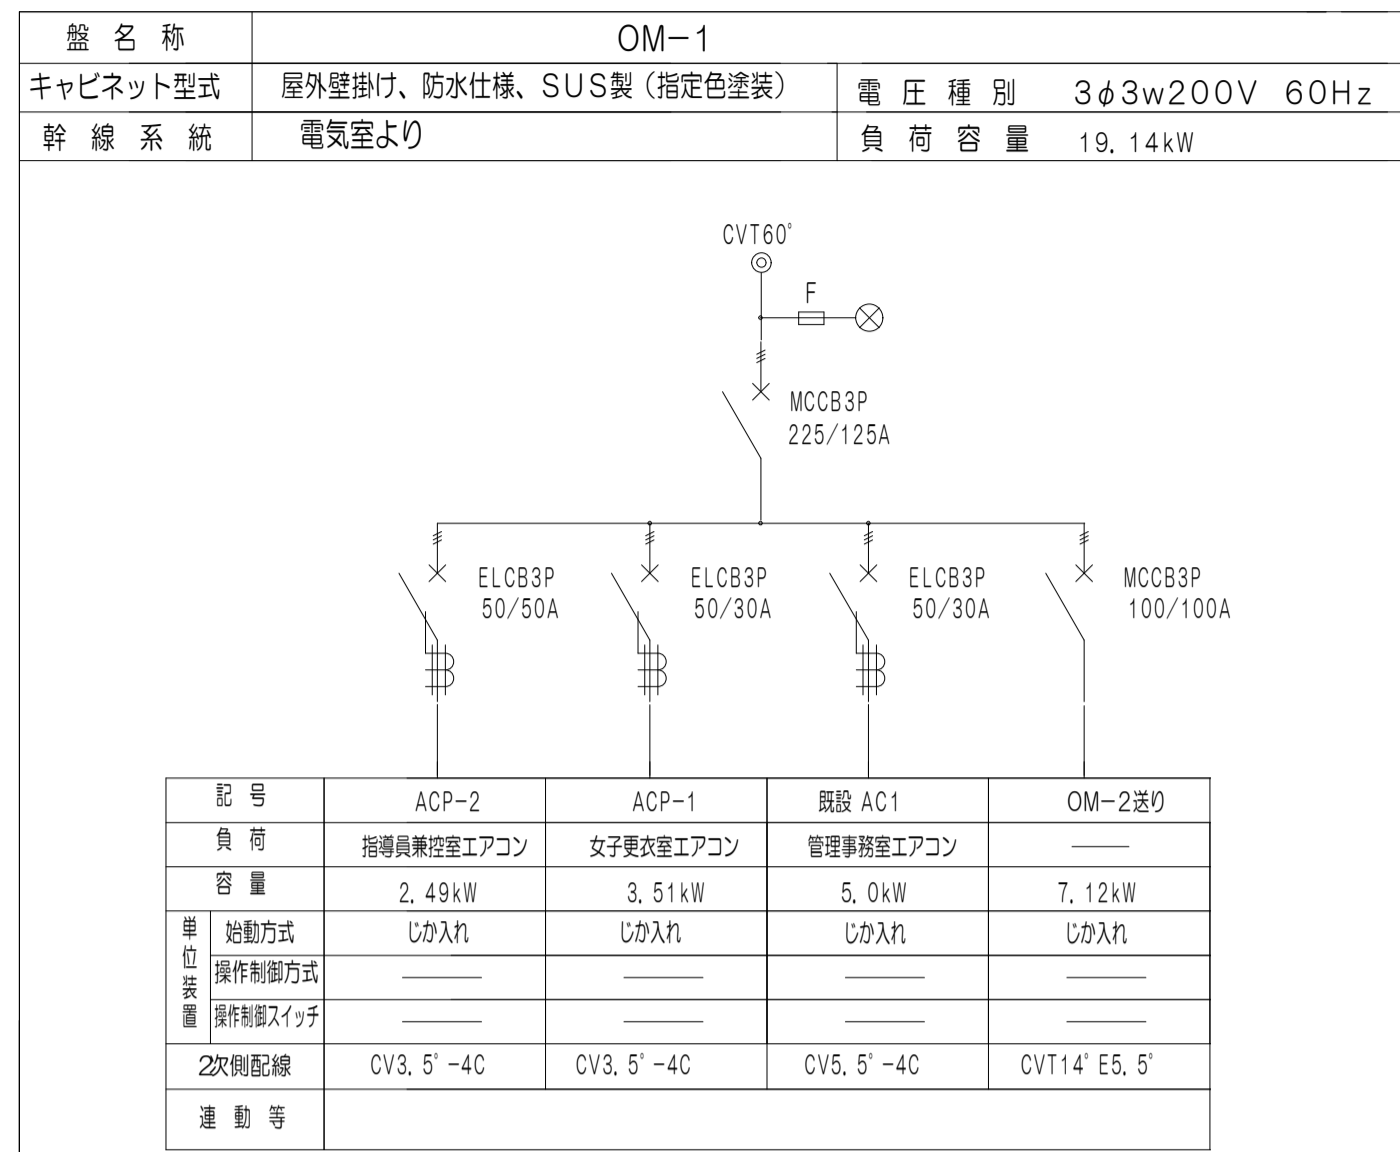 盤名称 OM-1
キャビネット型式 屋外壁掛け、防水仕様、SUS製(指定色塗装) 電圧種別 3φ3w200V 60Hz
幹線系統 電気室より 負荷容量 19.14kW
CVT60°
F
MCCB3P
225/125A
ELCB3P ELCB3P ELCB3P MCCB3P
50/50A 50/30A 50/30A 100/100A
記号 ACP-2 ACP-1 既設 AC1 OM-2送り
負荷 指導員兼控室エアコン 女子更衣室エアコン 管理事務室エアコン
容量 2.49kW 3.51kW 5.0kW 7.12kW
単位装置
始動方式 じか入れ じか入れ じか入れ じか入れ
操作制御方式
操作制御スイッチ
2次側配線 CV3.5°-4C CV3.5°-4C CV5.5°-4C CVT14°E5.5°
連動等